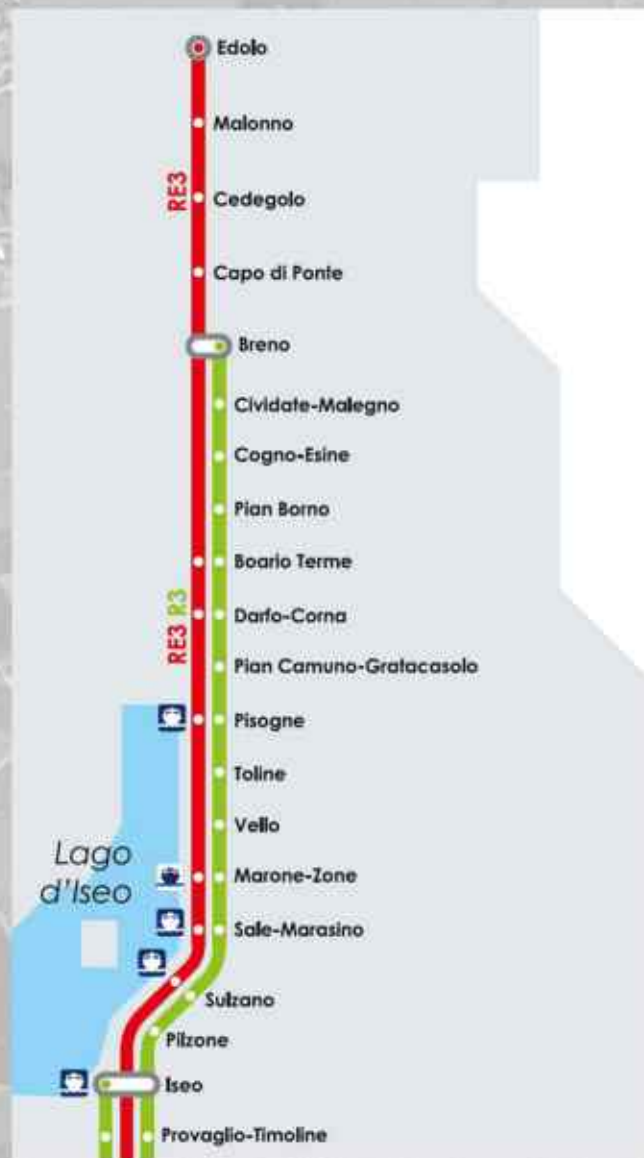 Edolo
Malonno
RE3
Cedegolo
Capo di Ponte
Breno
Cividate-Malegno
Cogno-Esine
Pian Borno
Boario Terme
RE3 R3
Darfo-Corna
Pian Camuno-Gratacasolo
Pisogne
Toline
Vello
Lago
d'Iseo
Marone-Zone
Sale-Marasino
Sulzano
Pilzone
Iseo
Provaglio-Timoline